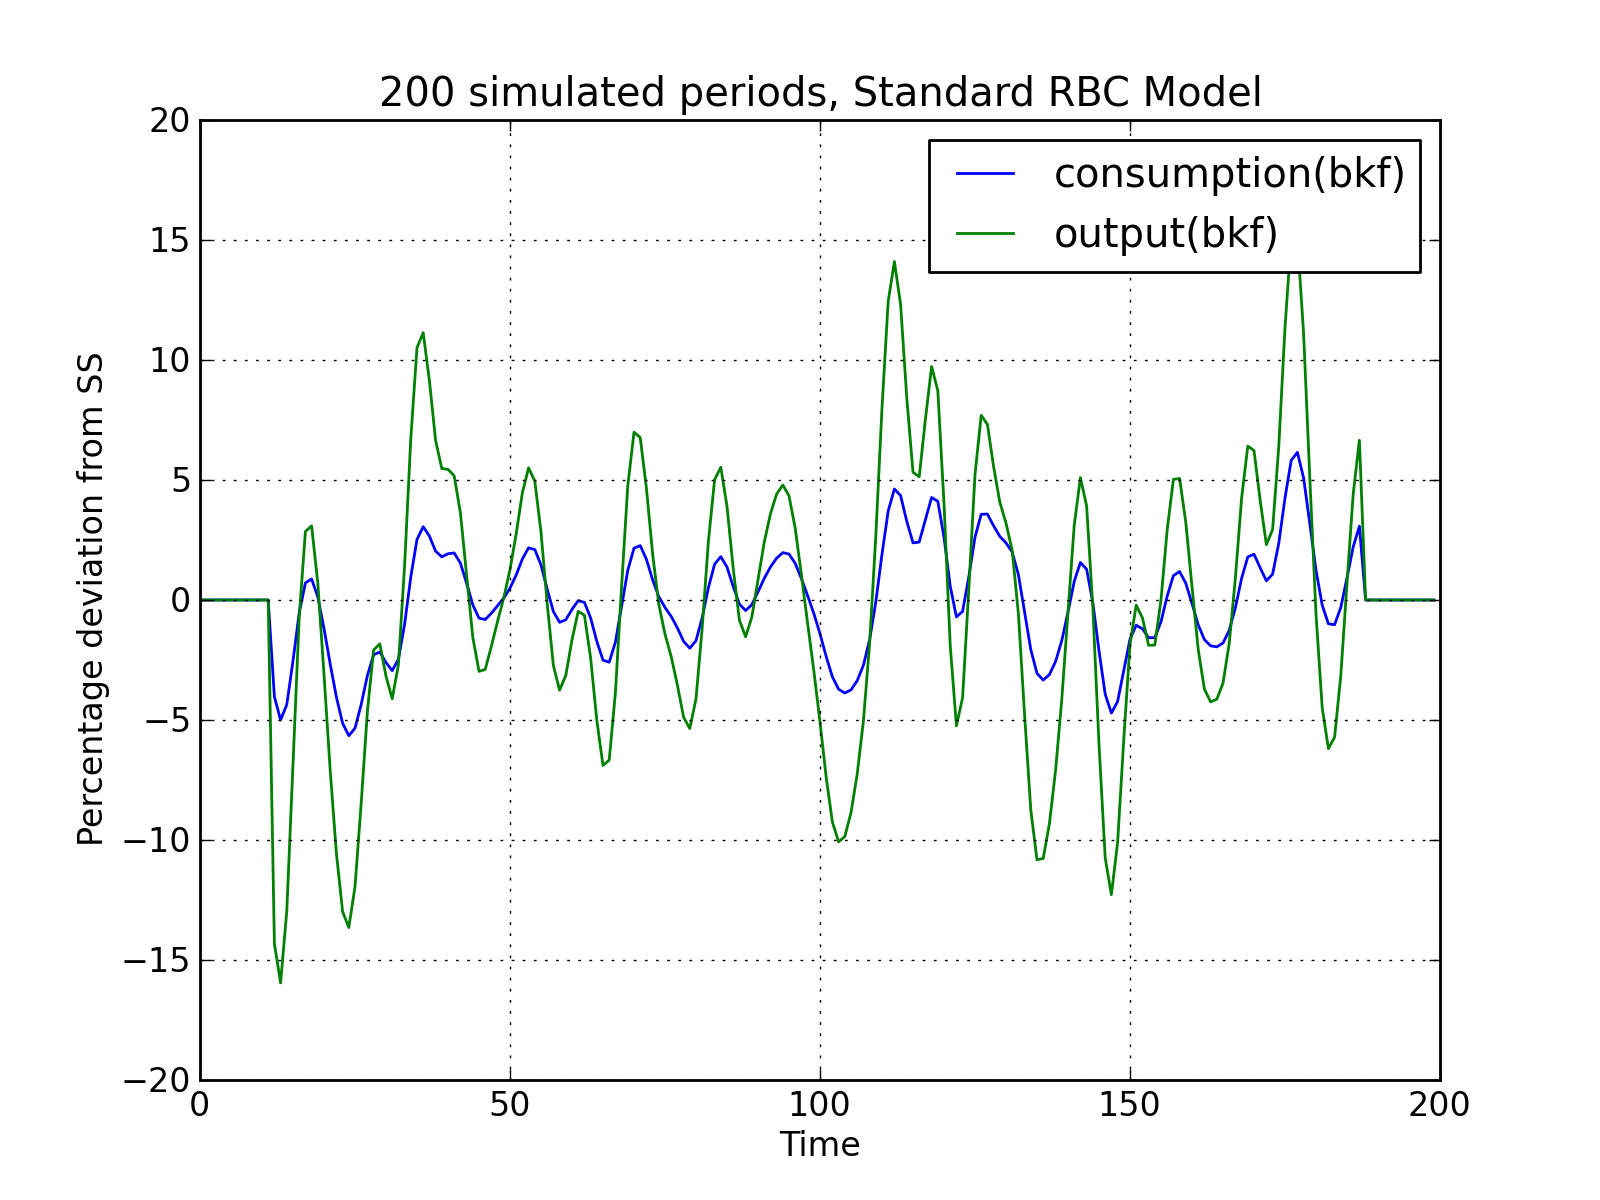 200 simulated periods, Standard RBC Model
consumption(bkf)
output(bkf)
Percentage deviation from SS
20
15
10
5
0
−5
−10
−15
−20
0 50 100 150 200
Time